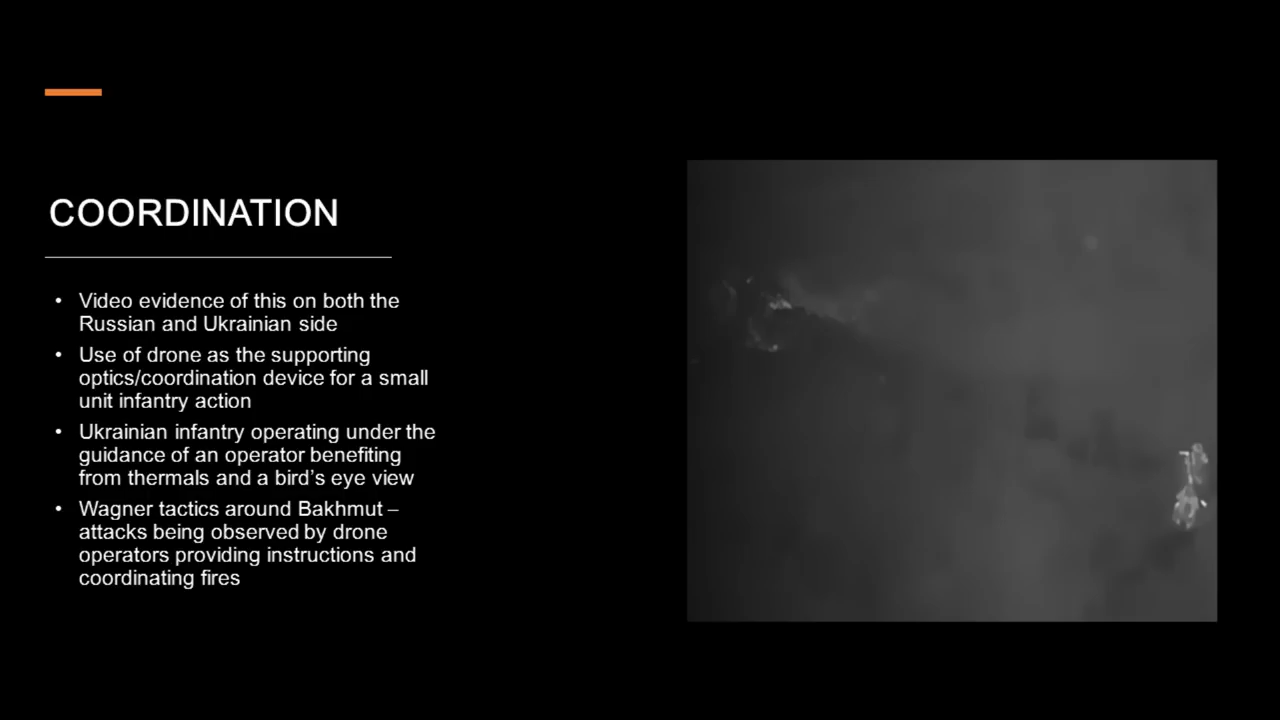 COORDINATION
• Video evidence of this on both the
Russian and Ukrainian side
• Use of drone as the supporting
optics/coordination device for a small
unit infantry action
• Ukrainian infantry operating under the
guidance of an operator benefiting
from thermals and a bird’s eye view
• Wagner tactics around Bakhmut –
attacks being observed by drone
operators providing instructions and
coordinating fires